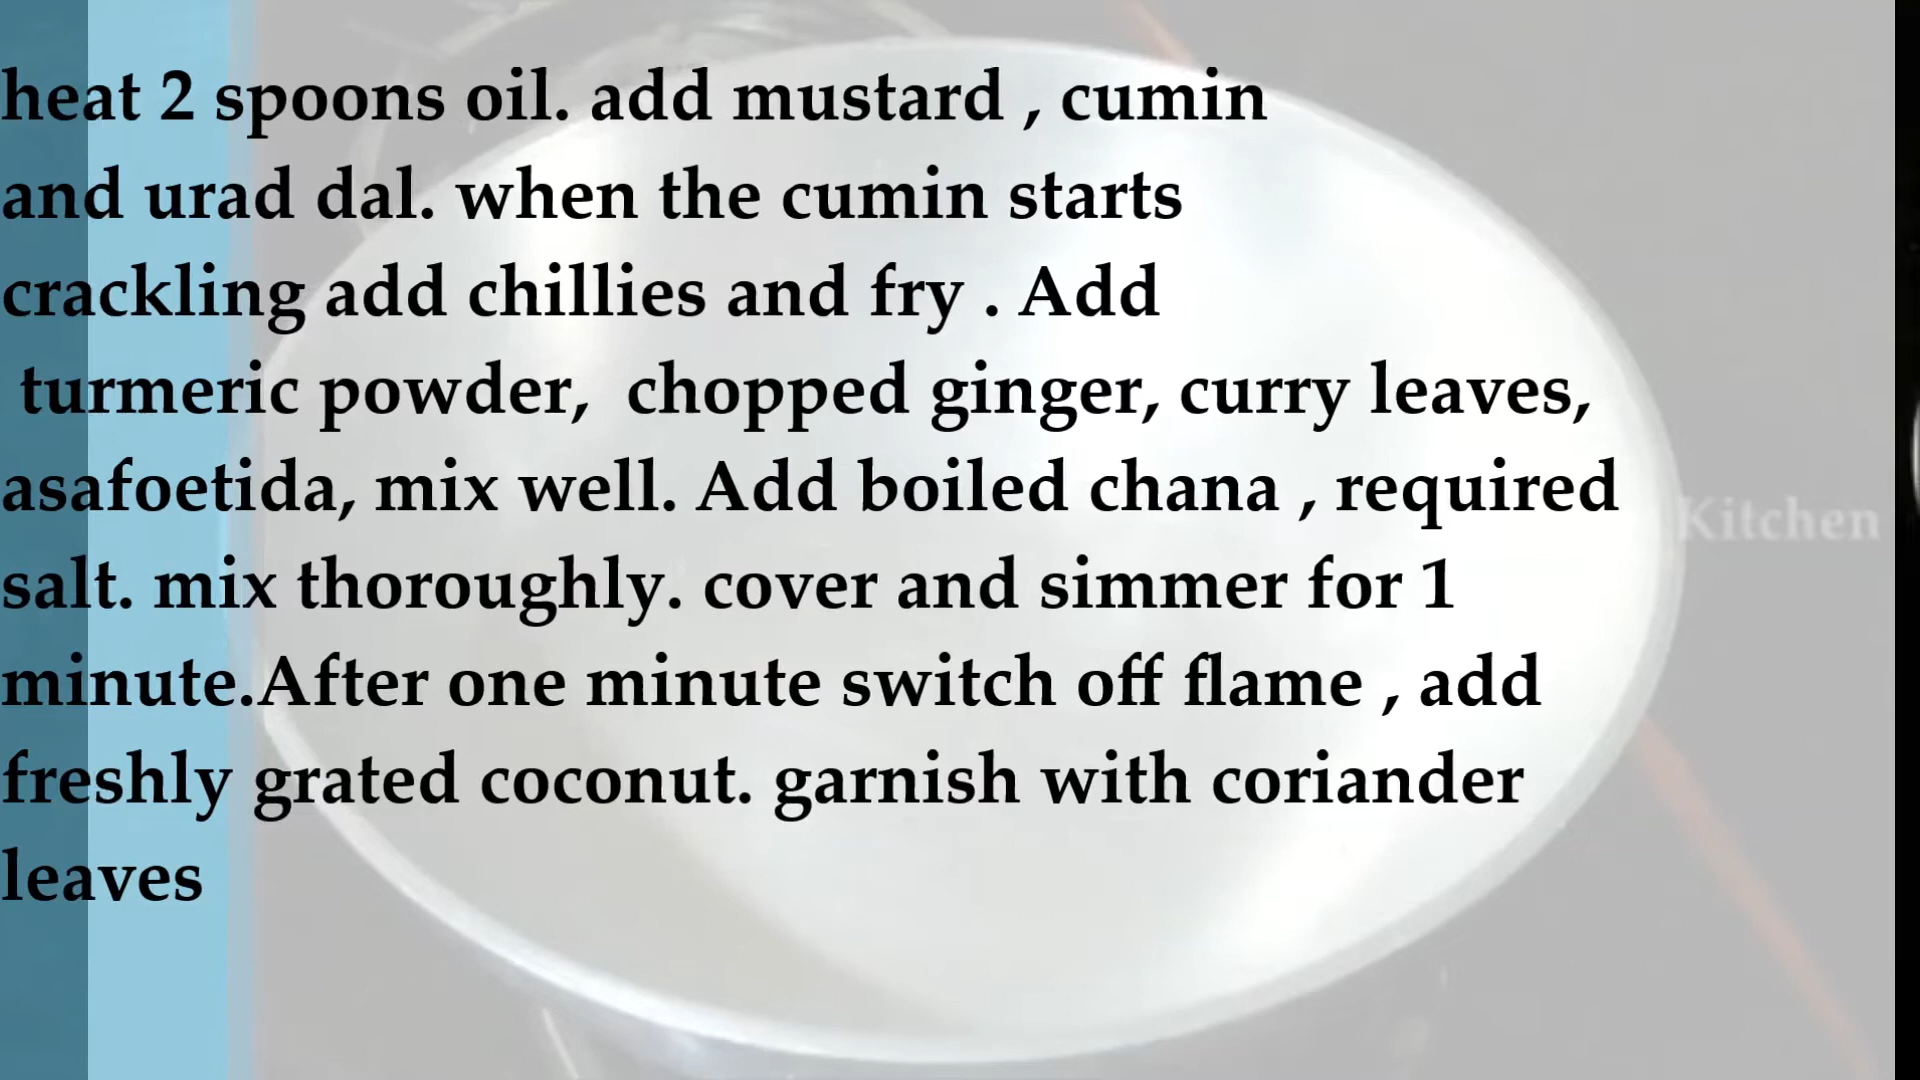 heat 2 spoons oil. add mustard , cumin
and urad dal. when the cumin starts
crackling add chillies and fry . Add
turmeric powder,  chopped ginger, curry leaves,
asafoetida, mix well. Add boiled chana , required
salt. mix thoroughly. cover and simmer for 1
minute.After one minute switch off flame , add
freshly grated coconut. garnish with coriander
leaves
Kitchen